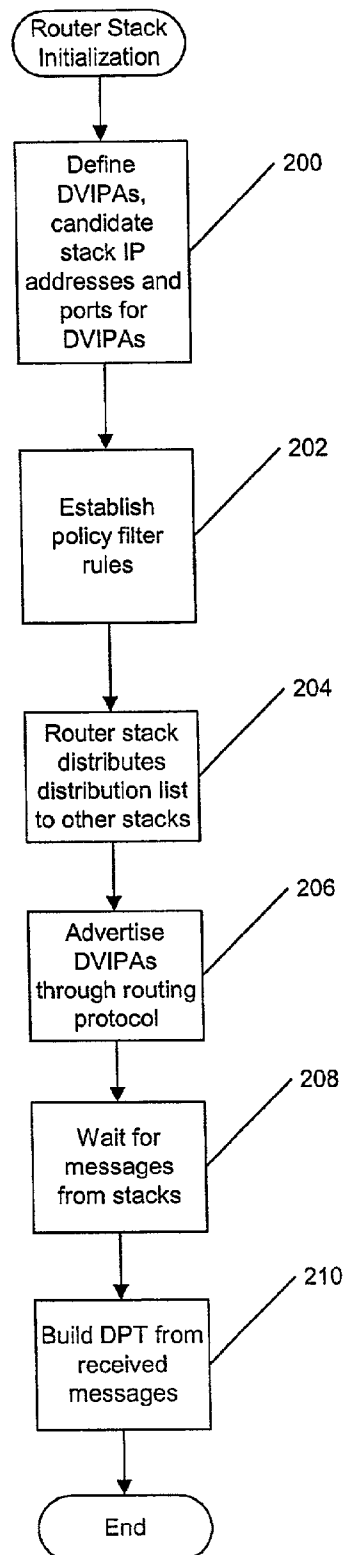 Router Stack
Initialization
Define
DVIPAs,
candidate
stack IP
addresses and
ports for
DVIPAs
200
Establish
policy filter
rules
202
Router stack
distributes
distribution list
to other stacks
204
Advertise
DVIPAs
through routing
protocol
206
Wait for
messages
from stacks
208
Build DPT from
received
messages
210
End